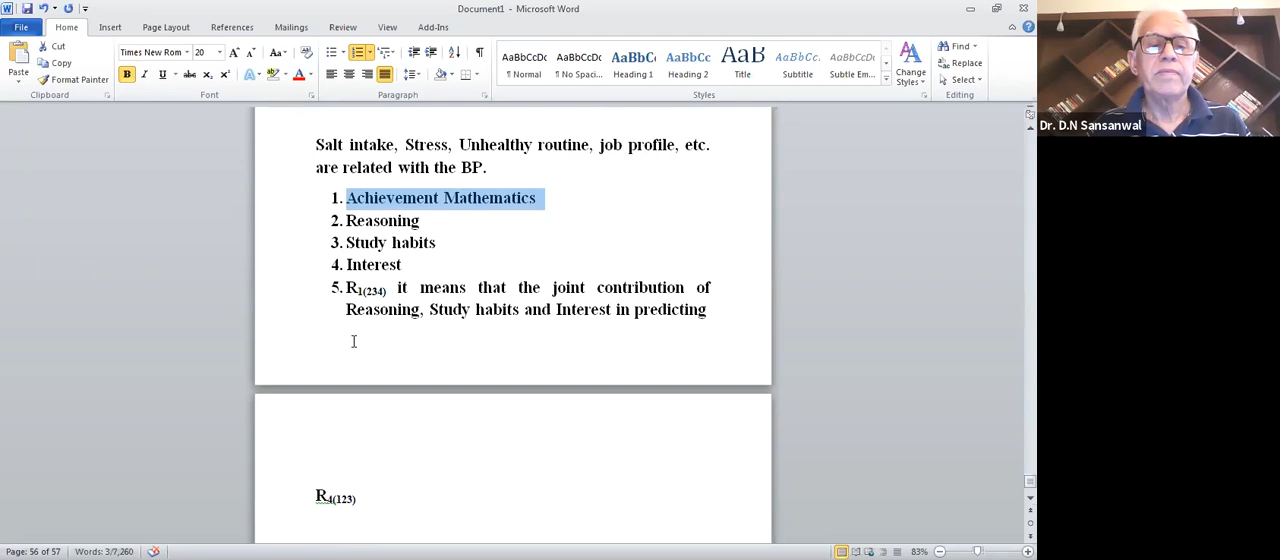 Document1 - Microsoft Word
File Home Insert Page Layout References Mailings Review View Add-Ins
Paste
Cut
Copy
Format Painter
Clipboard
Times New Rom 20
Font
Paragraph
AaBbCcDc AaBbCcDc AaBbC AaBbCc AaB AaBbCc. AaBbCcDc
¶ Normal ¶ No Spaci... Heading 1 Heading 2 Title Subtitle Subtle Em...
Styles
Change Styles
Find
Replace
Select
Editing
Dr. D.N Sansanwal
Salt intake, Stress, Unhealthy routine, job profile, etc.
are related with the BP.
1. Achievement Mathematics
2. Reasoning
3. Study habits
4. Interest
5. R1(234) it means that the joint contribution of
Reasoning, Study habits and Interest in predicting
R4(123)
Page: 56 of 57 Words: 3/7,260 83%